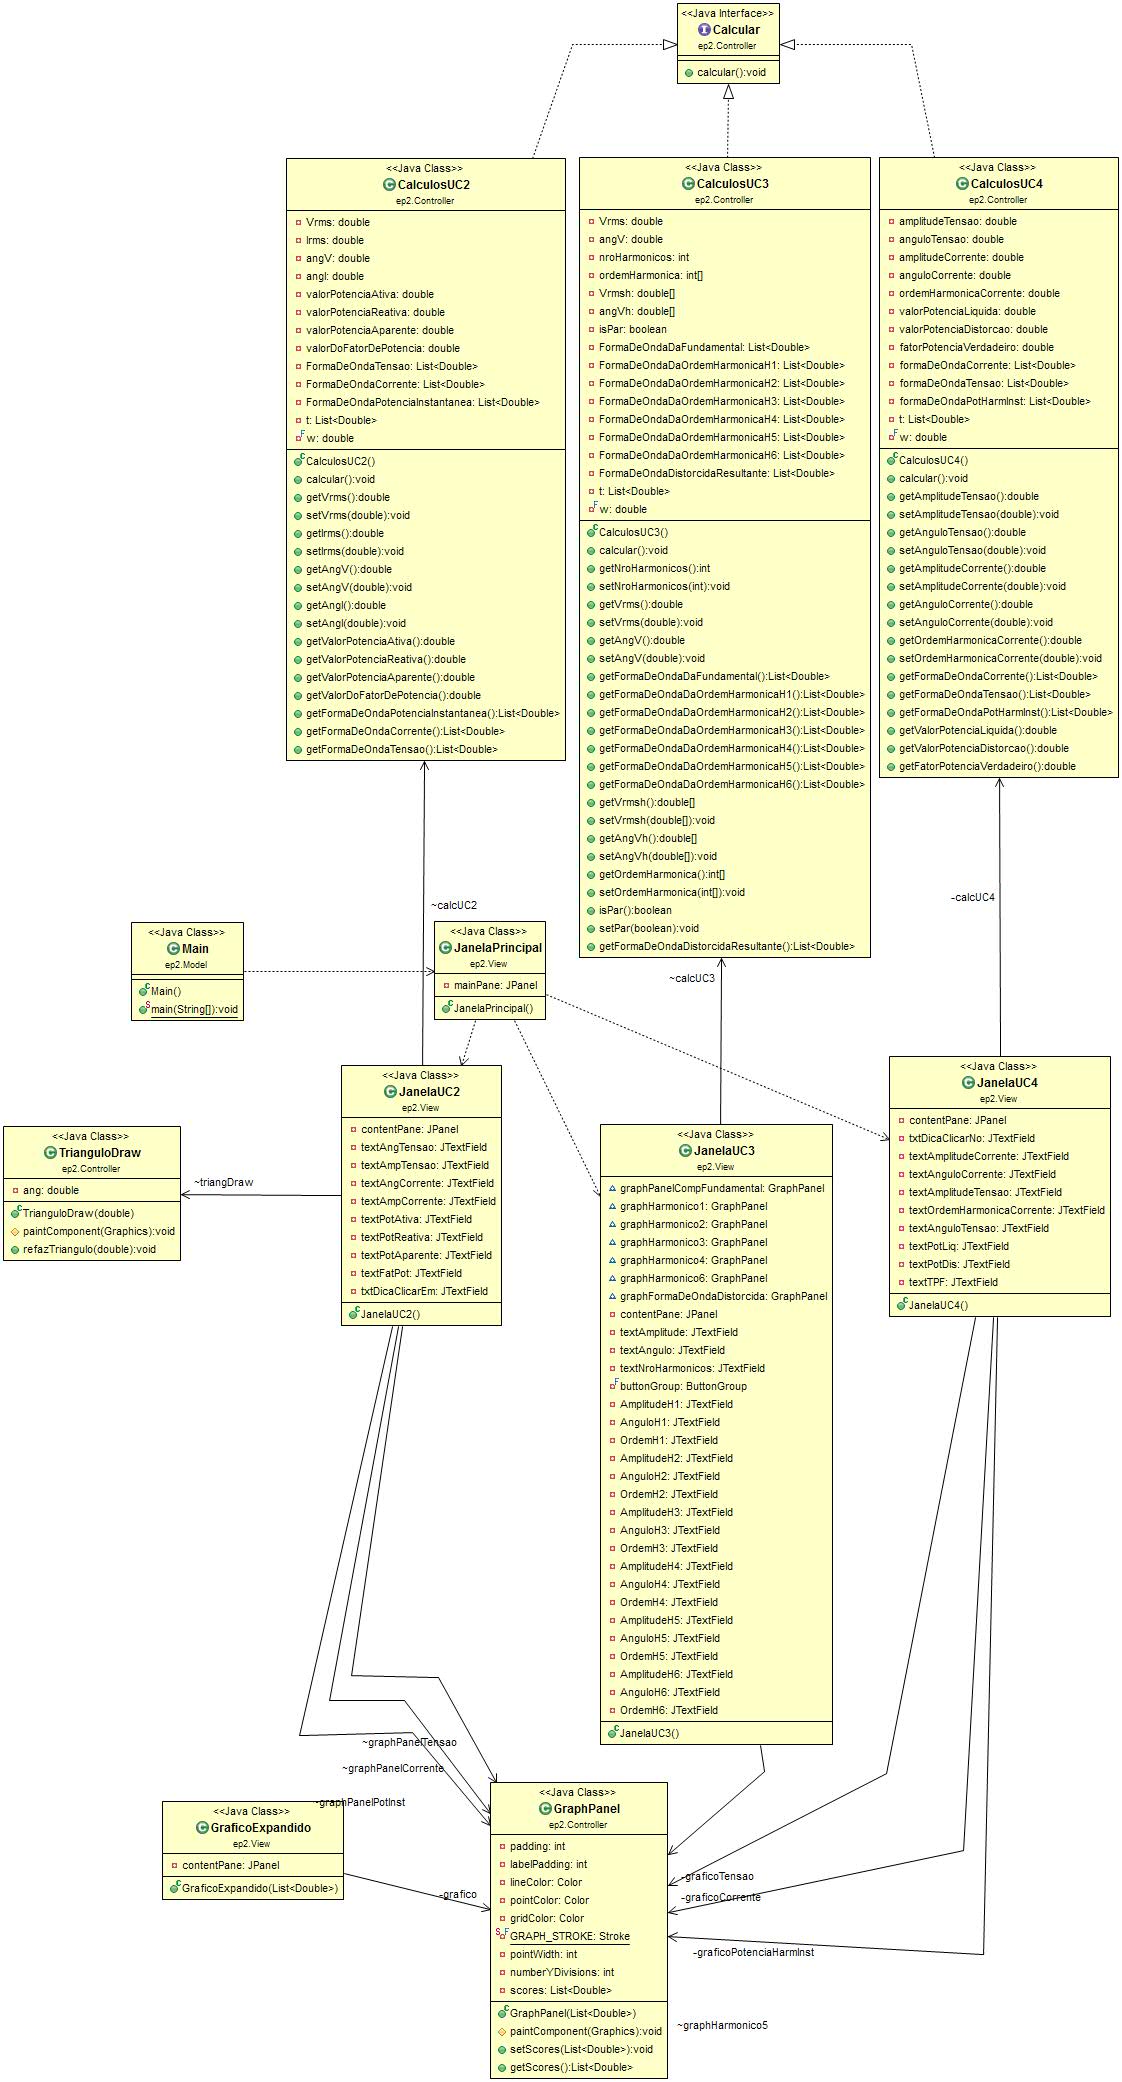 <<Java Interface>>
Calcular
ep2.Controller
calcular():void
<<Java Class>>
CalculosUC2
ep2.Controller
Vrms: double
Irms: double
angV: double
angI: double
valorPotenciaAtiva: double
valorPotenciaReativa: double
valorPotenciaAparente: double
valorDoFatorDePotencia: double
FormaDeOndaTensao: List<Double>
FormaDeOndaCorrente: List<Double>
FormaDeOndaPotenciaInstantanea: List<Double>
t: List<Double>
w: double
CalculosUC2()
calcular():void
getVrms():double
setVrms(double):void
getIrms():double
setIrms(double):void
getAngV():double
setAngV(double):void
getAngI():double
setAngI(double):void
getValorPotenciaAtiva():double
getValorPotenciaReativa():double
getValorPotenciaAparente():double
getValorDoFatorDePotencia():double
getFormaDeOndaPotenciaInstantanea():List<Double>
getFormaDeOndaCorrente():List<Double>
getFormaDeOndaTensao():List<Double>
<<Java Class>>
CalculosUC3
ep2.Controller
Vrms: double
angV: double
nroHarmonicos: int
ordemHarmonica: int[]
Vrmsh: double[]
angVh: double[]
isPar: boolean
FormaDeOndaDaFundamental: List<Double>
FormaDeOndaDaOrdemHarmonicaH1: List<Double>
FormaDeOndaDaOrdemHarmonicaH2: List<Double>
FormaDeOndaDaOrdemHarmonicaH3: List<Double>
FormaDeOndaDaOrdemHarmonicaH4: List<Double>
FormaDeOndaDaOrdemHarmonicaH5: List<Double>
FormaDeOndaDaOrdemHarmonicaH6: List<Double>
FormaDeOndaDistorcidaResultante: List<Double>
t: List<Double>
w: double
CalculosUC3()
calcular():void
getNroHarmonicos():int
setNroHarmonicos(int):void
getVrms():double
setVrms(double):void
getAngV():double
setAngV(double):void
getFormaDeOndaDaFundamental():List<Double>
getFormaDeOndaDaOrdemHarmonicaH1():List<Double>
getFormaDeOndaDaOrdemHarmonicaH2():List<Double>
getFormaDeOndaDaOrdemHarmonicaH3():List<Double>
getFormaDeOndaDaOrdemHarmonicaH4():List<Double>
getFormaDeOndaDaOrdemHarmonicaH5():List<Double>
getFormaDeOndaDaOrdemHarmonicaH6():List<Double>
getVrmsh():double[]
setVrmsh(double[]):void
getAngVh():double[]
setAngVh(double[]):void
getOrdemHarmonica():int[]
setOrdemHarmonica(int[]):void
isPar():boolean
setPar(boolean):void
getFormaDeOndaDistorcidaResultante():List<Double>
<<Java Class>>
CalculosUC4
ep2.Controller
amplitudeTensao: double
anguloTensao: double
amplitudeCorrente: double
anguloCorrente: double
ordemHarmonicaCorrente: double
valorPotenciaLiquida: double
valorPotenciaDistorcao: double
fatorPotenciaVerdadeiro: double
formaDeOndaCorrente: List<Double>
formaDeOndaTensao: List<Double>
formaDeOndaPotHarmInst: List<Double>
t: List<Double>
w: double
CalculosUC4()
calcular():void
getAmplitudeTensao():double
setAmplitudeTensao(double):void
getAnguloTensao():double
setAnguloTensao(double):void
getAmplitudeCorrente():double
setAmplitudeCorrente(double):void
getAnguloCorrente():double
setAnguloCorrente(double):void
getOrdemHarmonicaCorrente():double
setOrdemHarmonicaCorrente(double):void
getFormaDeOndaCorrente():List<Double>
getFormaDeOndaTensao():List<Double>
getFormaDeOndaPotHarmInst():List<Double>
getValorPotenciaLiquida():double
getValorPotenciaDistorcao():double
getFatorPotenciaVerdadeiro():double
~calcUC2
-calcUC4
~calcUC3
<<Java Class>>
Main
ep2.Model
Main()
main(String[]):void
<<Java Class>>
JanelaPrincipal
ep2.View
mainPane: JPanel
JanelaPrincipal()
<<Java Class>>
JanelaUC2
ep2.View
contentPane: JPanel
textAngTensao: JTextField
textAmpTensao: JTextField
textAngCorrente: JTextField
textAmpCorrente: JTextField
textPotAtiva: JTextField
textPotReativa: JTextField
textPotAparente: JTextField
textFatPot: JTextField
txtDicaClicarEm: JTextField
JanelaUC2()
<<Java Class>>
TrianguloDraw
ep2.Controller
ang: double
TrianguloDraw(double)
paintComponent(Graphics):void
refazTriangulo(double):void
~triangDraw
<<Java Class>>
JanelaUC3
ep2.View
graphPanelCompFundamental: GraphPanel
graphHarmonico1: GraphPanel
graphHarmonico2: GraphPanel
graphHarmonico3: GraphPanel
graphHarmonico4: GraphPanel
graphHarmonico6: GraphPanel
graphFormaDeOndaDistorcida: GraphPanel
contentPane: JPanel
textAmplitude: JTextField
textAngulo: JTextField
textNroHarmonicos: JTextField
buttonGroup: ButtonGroup
AmplitudeH1: JTextField
AnguloH1: JTextField
OrdemH1: JTextField
AmplitudeH2: JTextField
AnguloH2: JTextField
OrdemH2: JTextField
AmplitudeH3: JTextField
AnguloH3: JTextField
OrdemH3: JTextField
AmplitudeH4: JTextField
AnguloH4: JTextField
OrdemH4: JTextField
AmplitudeH5: JTextField
AnguloH5: JTextField
OrdemH5: JTextField
AmplitudeH6: JTextField
AnguloH6: JTextField
OrdemH6: JTextField
JanelaUC3()
<<Java Class>>
JanelaUC4
ep2.View
contentPane: JPanel
txtDicaClicarNo: JTextField
textAmplitudeCorrente: JTextField
textAnguloCorrente: JTextField
textAmplitudeTensao: JTextField
textOrdemHarmonicaCorrente: JTextField
textAnguloTensao: JTextField
textPotLiq: JTextField
textPotDis: JTextField
textTPF: JTextField
JanelaUC4()
~graphPanelTensao
~graphPanelCorrente
~graphPanelPotInst
<<Java Class>>
GraficoExpandido
ep2.View
contentPane: JPanel
GraficoExpandido(List<Double>)
-grafico
<<Java Class>>
GraphPanel
ep2.Controller
padding: int
labelPadding: int
lineColor: Color
pointColor: Color
gridColor: Color
GRAPH_STROKE: Stroke
pointWidth: int
numberYDivisions: int
scores: List<Double>
GraphPanel(List<Double>)
paintComponent(Graphics):void
setScores(List<Double>):void
getScores():List<Double>
-graficoTensao
-graficoCorrente
-graficoPotenciaHarmInst
~graphHarmonico5